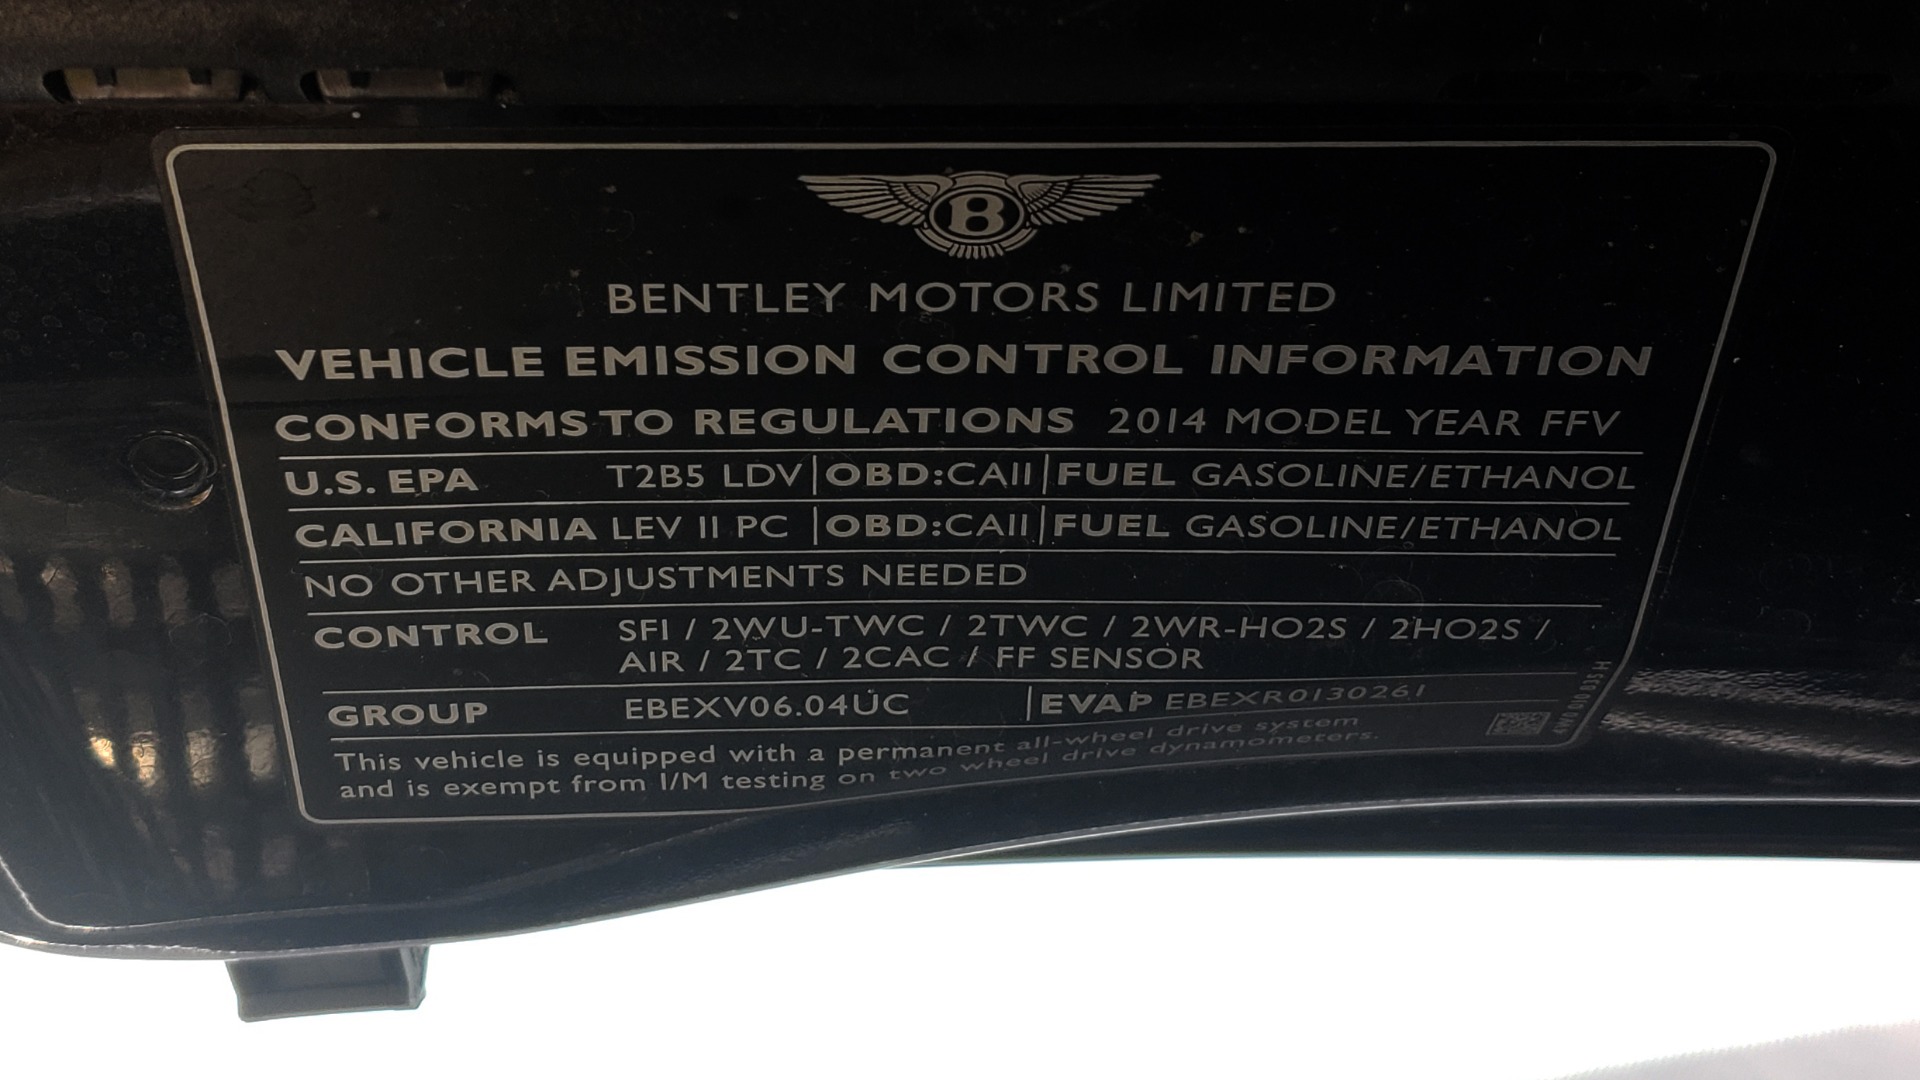 B
BENTLEY MOTORS LIMITED
VEHICLE EMISSION CONTROL INFORMATION
CONFORMS TO REGULATIONS 2014 MODEL YEAR FFV
U.S. EPA T2B5 LDV | OBD:CAII | FUEL GASOLINE/ETHANOL
CALIFORNIA LEV II PC | OBD:CAII | FUEL GASOLINE/ETHANOL
NO OTHER ADJUSTMENTS NEEDED
CONTROL SFI / 2WU-TWC / 2TWC / 2WR-HO2S / 2HO2S /
AIR / 2TC / 2CAC / FF SENSOR
GROUP EBEXV06.04UC | EVAP EBEXR0130261
This vehicle is equipped with a permanent all-wheel drive system
and is exempt from I/M testing on two wheel drive dynamometers.